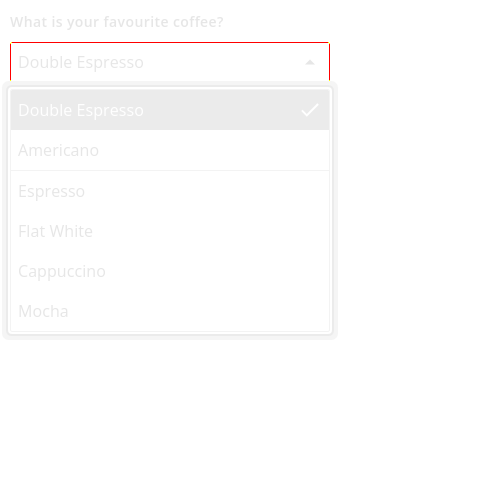 What is your favourite coffee?
Double Espresso
Double Espresso
Americano
Espresso
Flat White
Cappuccino
Mocha